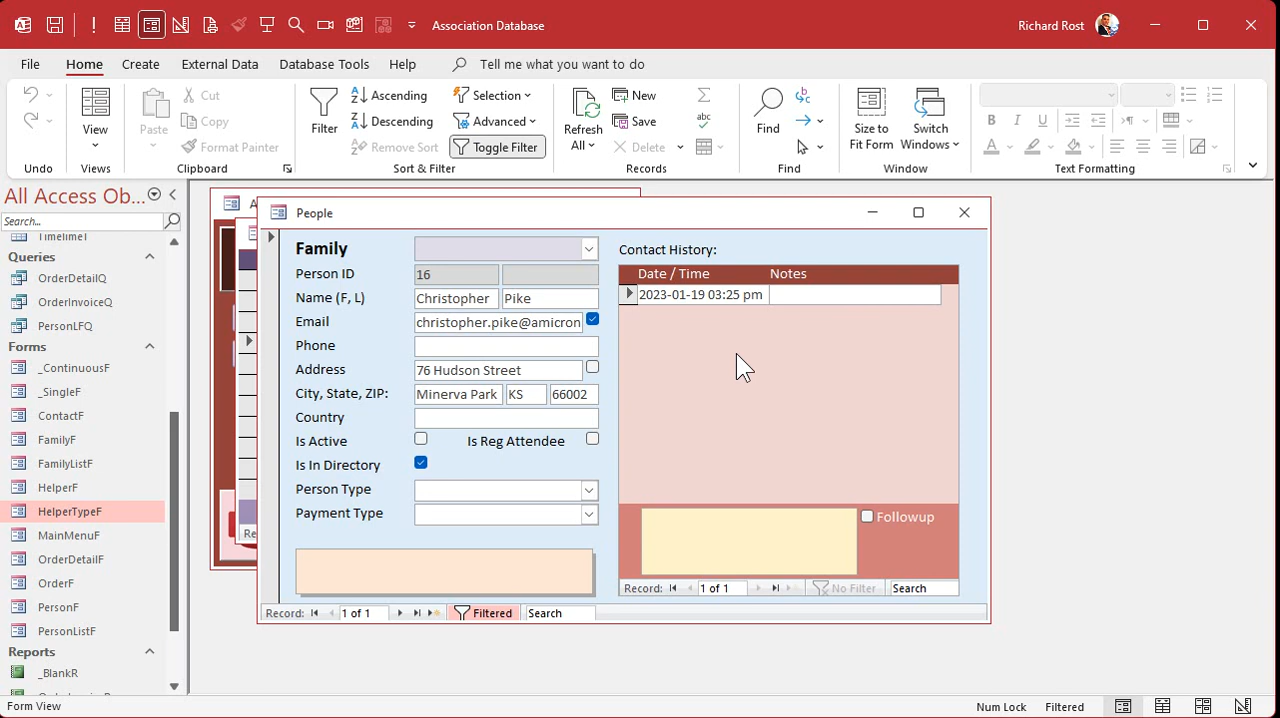 Association Database
Richard Rost
File Home Create External Data Database Tools Help Tell me what you want to do
View
Paste
Cut
Copy
Format Painter
Filter
Ascending
Descending
Selection
Advanced
Toggle Filter
Refresh
All
New
Save
Delete
Find
Size to
Fit Form
Switch
Windows
Undo Views Clipboard Sort & Filter Records Find Window Text Formatting
All Access Ob...
Search...
TimelineT
Queries
OrderDetailQ
OrderInvoiceQ
PersonLFQ
Forms
_ContinuousF
_SingleF
ContactF
FamilyF
FamilyListF
HelperF
HelperTypeF
MainMenuF
OrderDetailF
OrderF
PersonF
PersonListF
Reports
_BlankR
People
Family
Person ID 16
Name (F, L) Christopher Pike
Email christopher.pike@amicron
Phone
Address 76 Hudson Street
City, State, ZIP: Minerva Park KS 66002
Country
Is Active Is Reg Attendee
Is In Directory
Person Type
Payment Type
Contact History:
Date / Time Notes
2023-01-19 03:25 pm
Followup
Record: 1 of 1 No Filter Search
Record: 1 of 1 Filtered Search
Form View
Num Lock Filtered